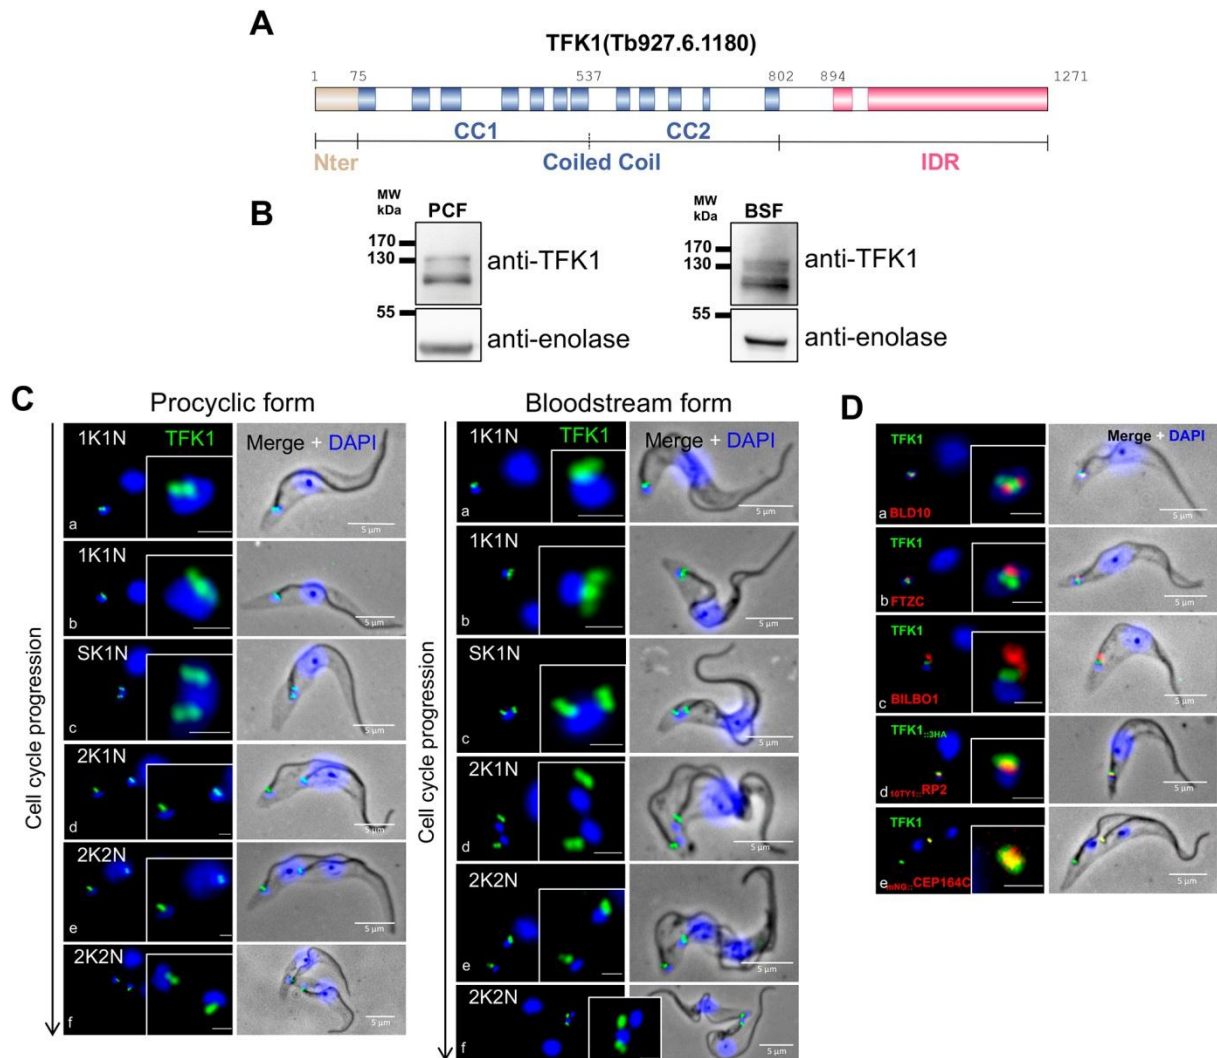 A
TFK1(Tb927.6.1180)
1 75 537 802 894 1271
CC1 CC2
Nter Coiled Coil IDR
B
MW
kDa
PCF
170
130
anti-TFK1
55
anti-enolase
MW
kDa
BSF
170
130
anti-TFK1
55
anti-enolase
C
Procyclic form
Cell cycle progression
1K1N TFK1 Merge + DAPI
a 5 µm
1K1N
b 5 µm
SK1N
c 5 µm
2K1N
d 5 µm
2K2N
e 5 µm
2K2N
f 5 µm
Bloodstream form
Cell cycle progression
1K1N TFK1 Merge + DAPI
a 5 µm
1K1N
b 5 µm
SK1N
c 5 µm
2K1N
d 5 µm
2K2N
e 5 µm
2K2N
f 5 µm
D
TFK1 Merge + DAPI
a BLD10 5 µm
TFK1
b FTZC 5 µm
TFK1
c BILBO1 5 µm
TFK1::3HA
d 10TY1::RP2 5 µm
TFK1
e mNG::CEP164C 5 µm